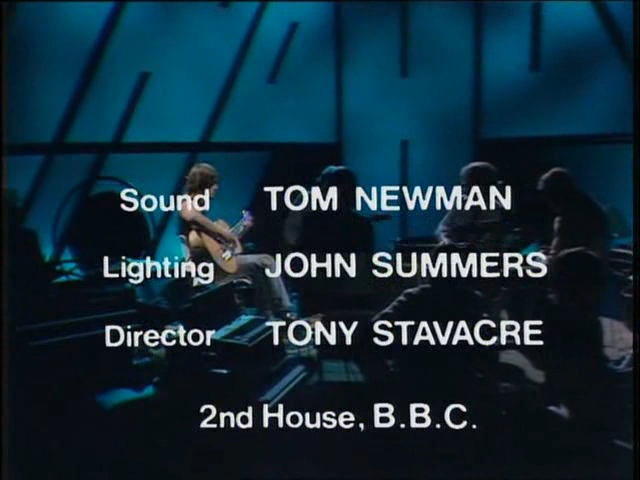 Sound TOM NEWMAN
Lighting JOHN SUMMERS
Director TONY STAVACRE
2nd House, B.B.C.